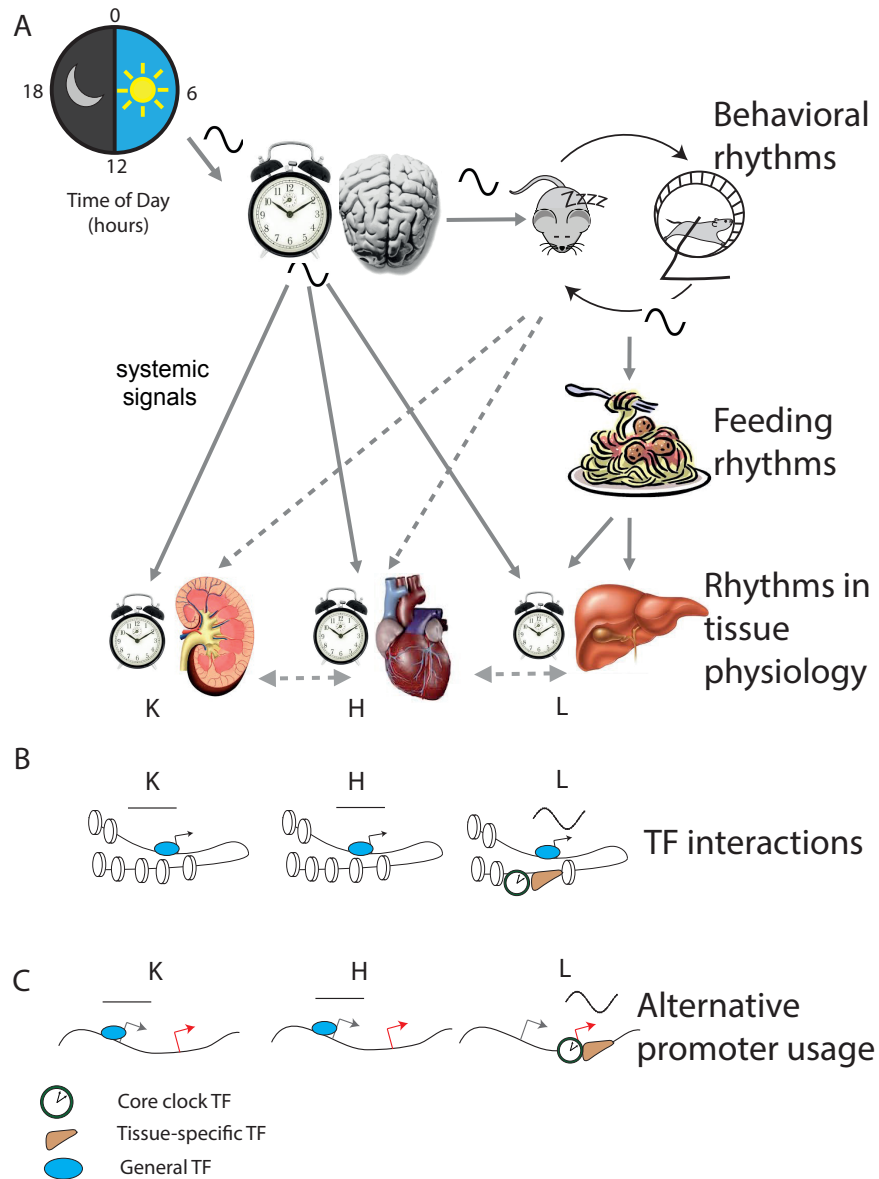 A
0
18
6
12
Time of Day
(hours)
Behavioral
rhythms
Zzzz
systemic
signals
Feeding
rhythms
Rhythms in
tissue
physiology
K
H
L
B
K
H
L
TF interactions
C
K
H
L
Alternative
promoter usage
Core clock TF
Tissue-specific TF
General TF